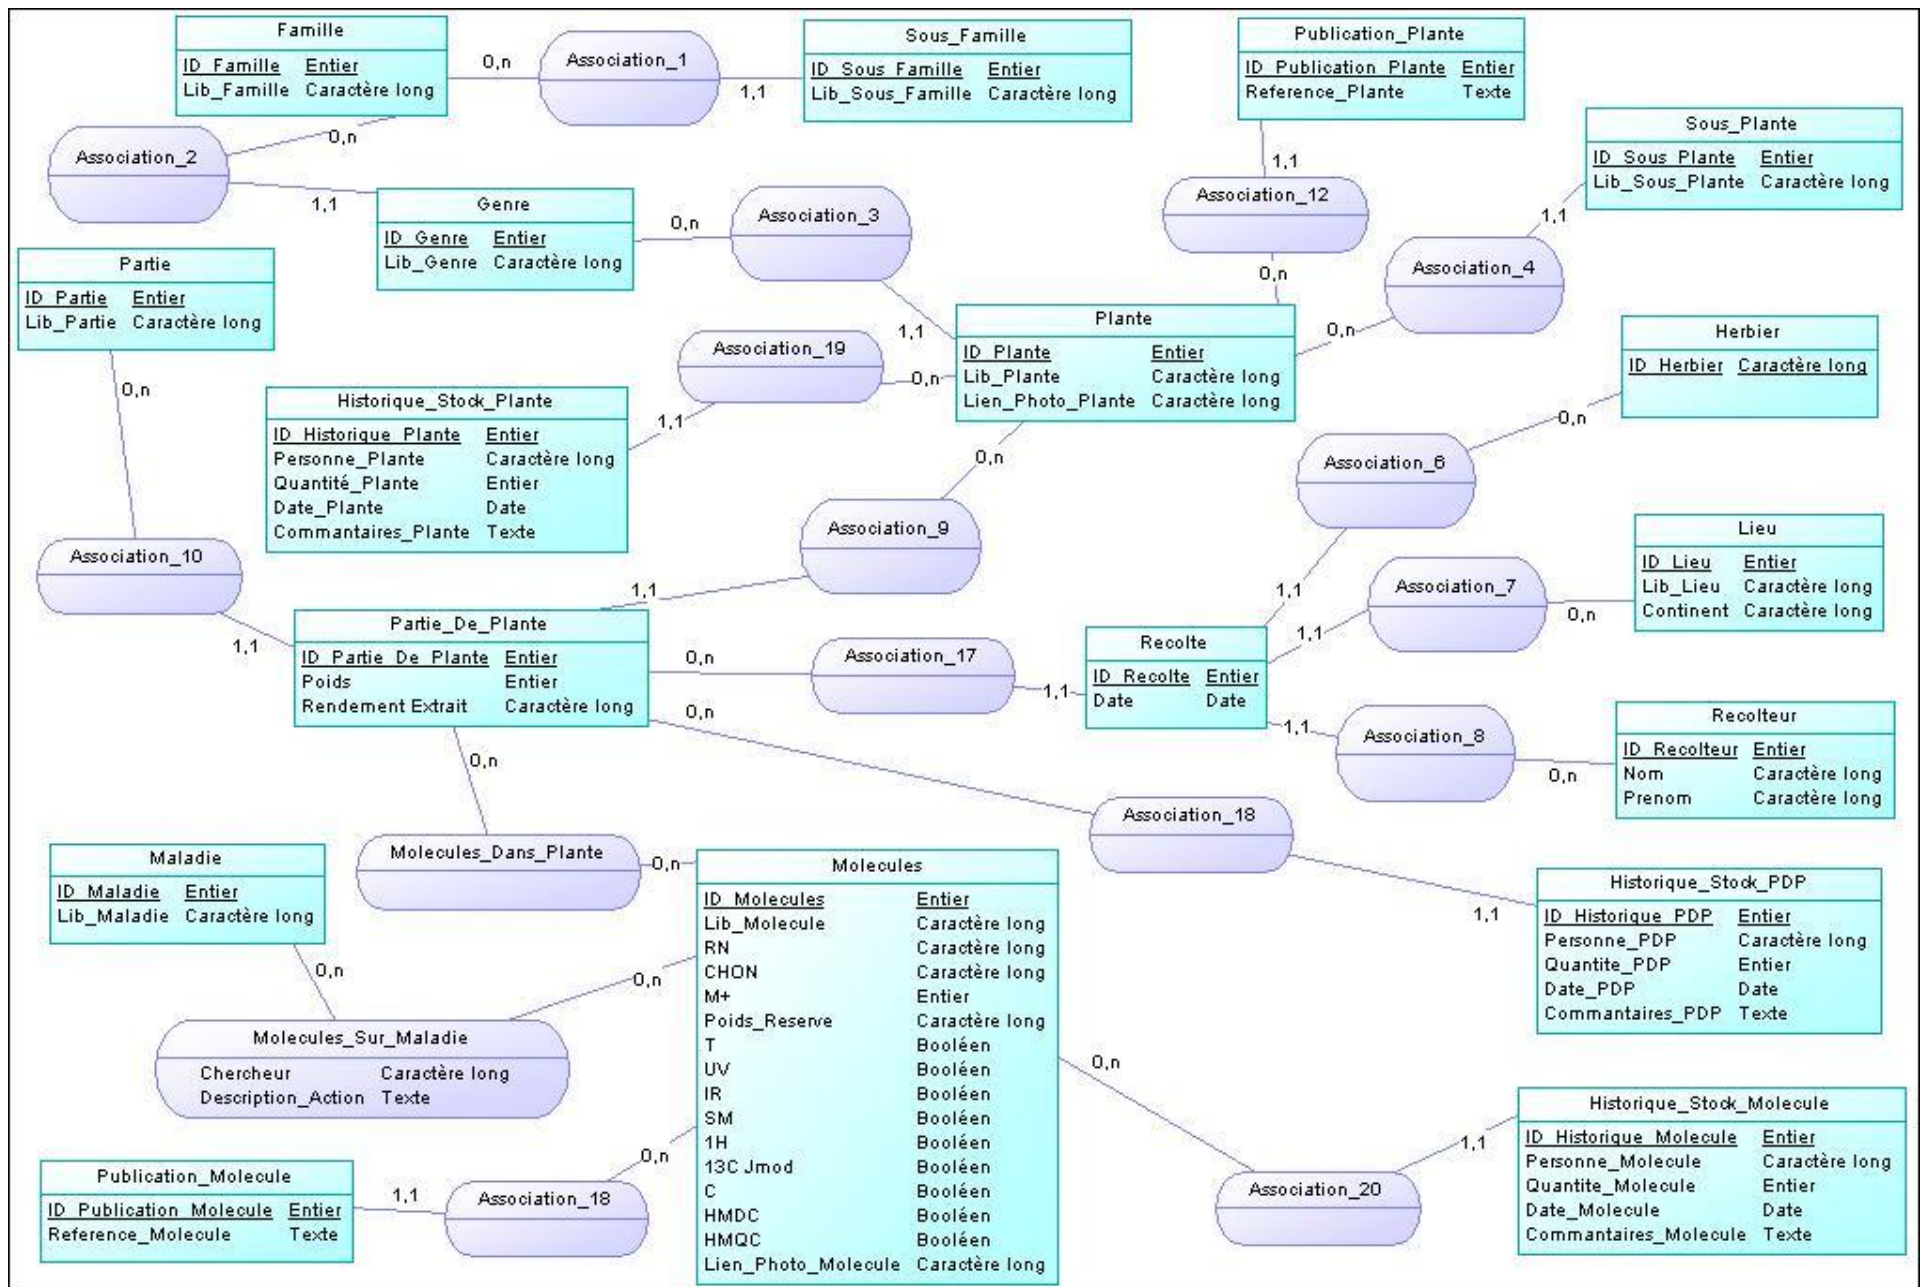 Famille
ID_Famille Entier
Lib_Famille Caractère long
0,n
Association_1
1,1
Sous_Famille
ID_Sous_Famille Entier
Lib_Sous_Famille Caractère long
Publication_Plante
ID_Publication_Plante Entier
Reference_Plante Texte
1,1
Association_12
0,n
Sous_Plante
ID_Sous_Plante Entier
Lib_Sous_Plante Caractère long
1,1
Association_4
0,n
0,n
Association_2
1,1
Genre
ID_Genre Entier
Lib_Genre Caractère long
0,n
Association_3
1,1
Partie
ID_Partie Entier
Lib_Partie Caractère long
0,n
Association_10
1,1
Plante
ID_Plante Entier
Lib_Plante Caractère long
Lien_Photo_Plante Caractère long
Association_19
0,n
1,1
Historique_Stock_Plante
ID_Historique_Plante Entier
Personne_Plante Caractère long
Quantité_Plante Entier
Date_Plante Date
Commantaires_Plante Texte
0,n
Association_9
1,1
Herbier
ID_Herbier Caractère long
0,n
Association_6
1,1
Lieu
ID_Lieu Entier
Lib_Lieu Caractère long
Continent Caractère long
0,n
Association_7
1,1
Partie_De_Plante
ID_Partie_De_Plante Entier
Poids Entier
Rendement Extrait Caractère long
0,n
Association_17
1,1
Recolte
ID_Recolte Entier
Date Date
1,1
Association_8
0,n
Recolteur
ID_Recolteur Entier
Nom Caractère long
Prenom Caractère long
0,n
Association_18
1,1
Historique_Stock_PDP
ID_Historique_PDP Entier
Personne_PDP Caractère long
Quantite_PDP Entier
Date_PDP Date
Commantaires_PDP Texte
0,n
Molecules_Dans_Plante
0,n
Maladie
ID_Maladie Entier
Lib_Maladie Caractère long
0,n
Molecules_Sur_Maladie
Chercheur Caractère long
Description_Action Texte
0,n
Molecules
ID_Molecules Entier
Lib_Molecule Caractère long
RN Caractère long
CHON Caractère long
M+ Entier
Poids_Reserve Caractère long
T Booléen
UV Booléen
IR Booléen
SM Booléen
1H Booléen
13C Jmod Booléen
C Booléen
HMDC Booléen
HMQC Booléen
Lien_Photo_Molecule Caractère long
0,n
Association_18
1,1
Publication_Molecule
ID_Publication_Molecule Entier
Reference_Molecule Texte
0,n
Association_20
1,1
Historique_Stock_Molecule
ID_Historique_Molecule Entier
Personne_Molecule Caractère long
Quantite_Molecule Entier
Date_Molecule Date
Commantaires_Molecule Texte